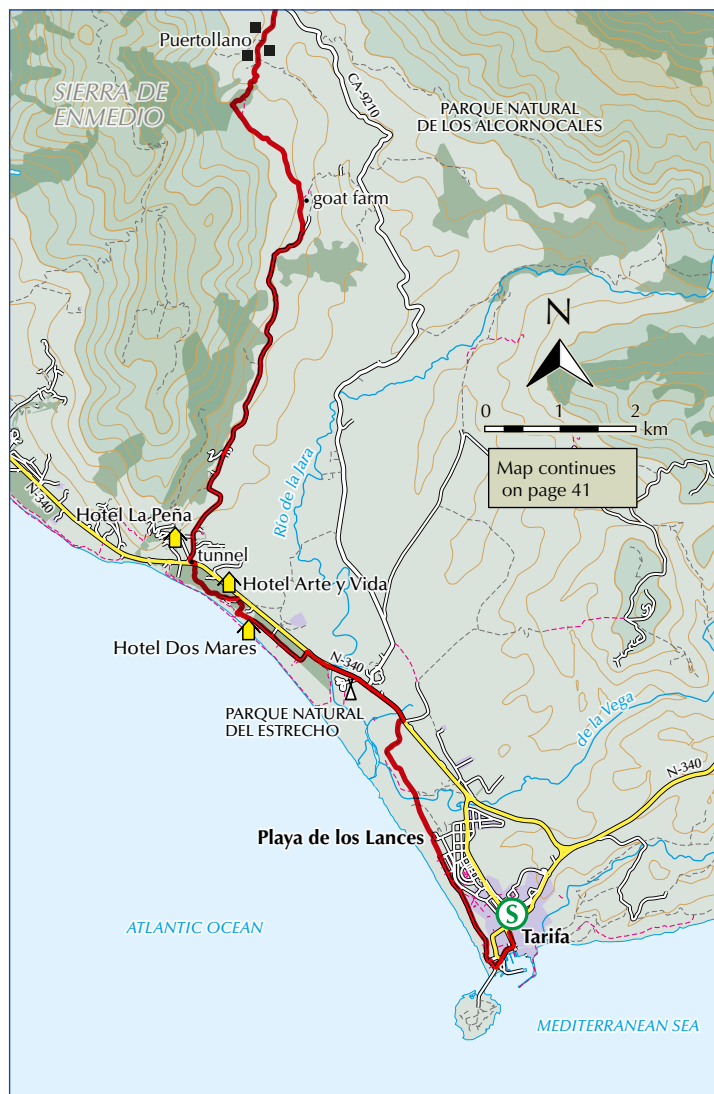 Puertollano
SIERRA DE
ENMEDIO
CA-9210
PARQUE NATURAL
DE LOS ALCORNOCALES
goat farm
N
0 1 2
km
Map continues
on page 41
Río de la Jara
N-340
Hotel La Peña
tunnel
Hotel Arte y Vida
Hotel Dos Mares
N-340
PARQUE NATURAL
DEL ESTRECHO
de la Vega
N-340
Playa de los Lances
S
Tarifa
ATLANTIC OCEAN
MEDITERRANEAN SEA